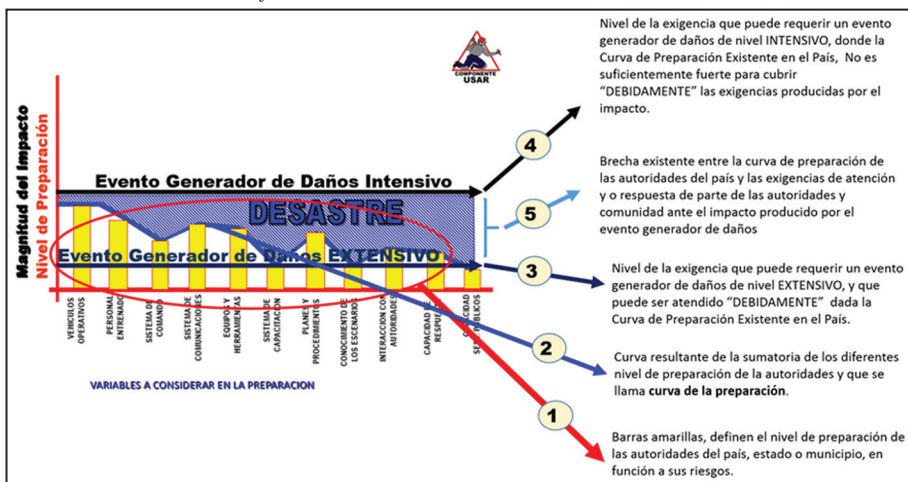 Nivel de la exigencia que puede requerir un evento
generador de daños de nivel INTENSIVO, donde la
Curva de Preparación Existente en el País, No es
suficientemente fuerte para cubrir
“DEBIDAMENTE” las exigencias producidas por el
impacto.
COMPONENTE
USAR
Magnitud del Impacto
Nivel de Preparación
4
Evento Generador de Daños Intensivo
DESASTRE
5
Brecha existente entre la curva de preparación de
las autoridades del país y las exigencias de atención
y o respuesta de parte de las autoridades y
comunidad ante el impacto producido por el
evento generador de daños
Evento Generador de Daños EXTENSIVO
3
Nivel de la exigencia que puede requerir un evento
generador de daños de nivel EXTENSIVO, y que
puede ser atendido “DEBIDAMENTE” dada la
Curva de Preparación Existente en el País.
VEHICULOS
OPERATIVOS
PERSONAL
ENTRENADO
SISTEMA DE
COMANDO
SISTEMA DE
COMUNICACIONES
EQUIPOS Y
HERRAMIENTAS
SISTEMA DE
CAPACITACION
PLANES Y
PROCEDIMIENTOS
CONOCIMIENTO DE
LOS ESCENARIOS
INTERACCION CON
AUTORIDADES
CAPACIDAD DE
RESPUESTA
PUBLICOS
2
Curva resultante de la sumatoria de los diferentes
nivel de preparación de la autoridades y que se
llama curva de la preparación.
VARIABLES A CONSIDERAR EN LA PREPARACION
1
Barras amarillas, definen el nivel de preparación de
las autoridades del país, estado o municipio, en
función a sus riesgos.